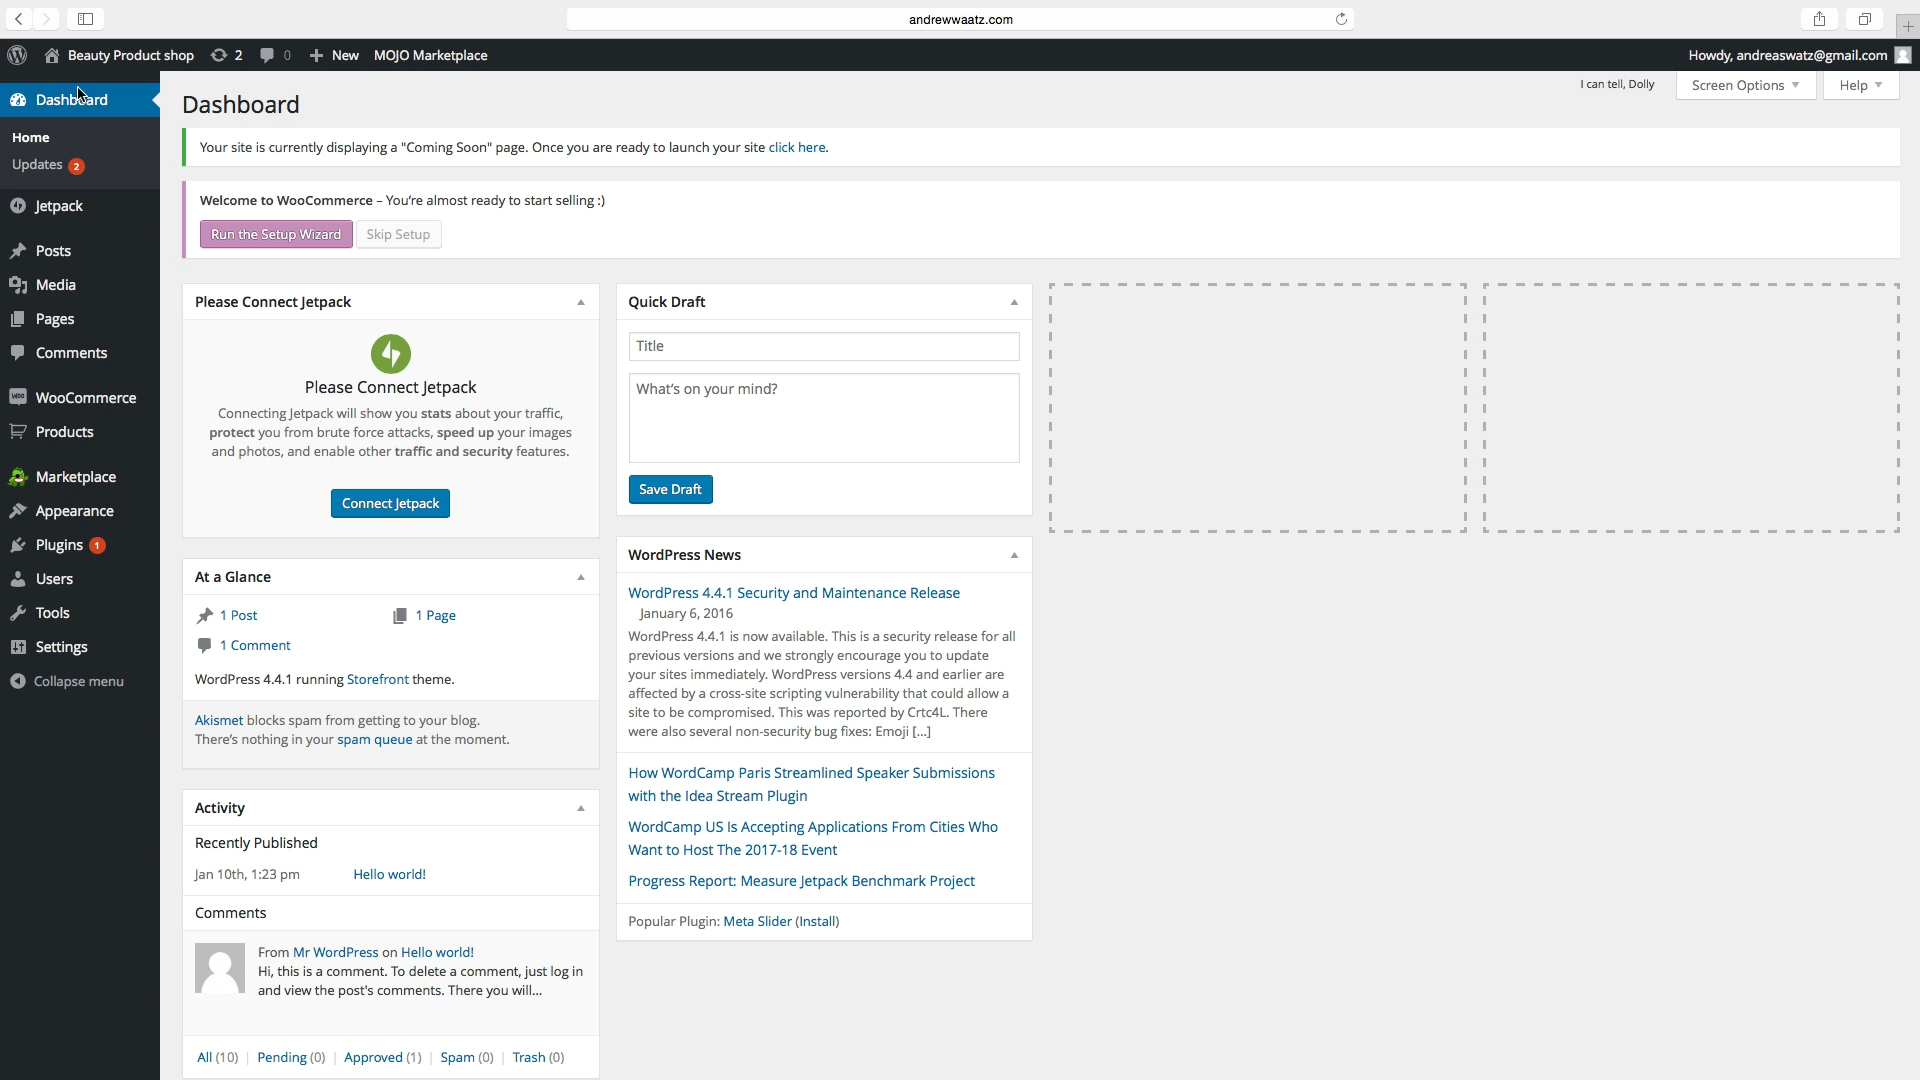 andrewwaatz.com
Beauty Product shop 2 0 New MOJO Marketplace
Howdy, andreaswatz@gmail.com
Dashboard
Home
Updates 2
Jetpack
Posts
Media
Pages
Comments
WooCommerce
Products
Marketplace
Appearance
Plugins 1
Users
Tools
Settings
Collapse menu
I can tell, Dolly
Screen Options
Help
Dashboard
Your site is currently displaying a "Coming Soon" page. Once you are ready to launch your site click here.
Welcome to WooCommerce – You're almost ready to start selling :)
Run the Setup Wizard
Skip Setup
Please Connect Jetpack
Please Connect Jetpack
Connecting Jetpack will show you stats about your traffic,
protect you from brute force attacks, speed up your images
and photos, and enable other traffic and security features.
Connect Jetpack
At a Glance
1 Post
1 Page
1 Comment
WordPress 4.4.1 running Storefront theme.
Akismet blocks spam from getting to your blog.
There's nothing in your spam queue at the moment.
Activity
Recently Published
Jan 10th, 1:23 pm Hello world!
Comments
From Mr WordPress on Hello world!
Hi, this is a comment. To delete a comment, just log in
and view the post's comments. There you will...
All (10) Pending (0) Approved (1) Spam (0) Trash (0)
Quick Draft
Title
What's on your mind?
Save Draft
WordPress News
WordPress 4.4.1 Security and Maintenance Release
January 6, 2016
WordPress 4.4.1 is now available. This is a security release for all
previous versions and we strongly encourage you to update
your sites immediately. WordPress versions 4.4 and earlier are
affected by a cross-site scripting vulnerability that could allow a
site to be compromised. This was reported by Crtc4L. There
were also several non-security bug fixes: Emoji [...]
How WordCamp Paris Streamlined Speaker Submissions
with the Idea Stream Plugin
WordCamp US Is Accepting Applications From Cities Who
Want to Host The 2017-18 Event
Progress Report: Measure Jetpack Benchmark Project
Popular Plugin: Meta Slider (Install)